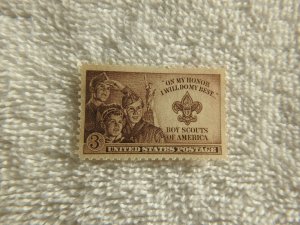 "ON MY HONOR
I WILL DO MY BEST"
BOY SCOUTS
OF AMERICA
3¢
UNITED STATES POSTAGE